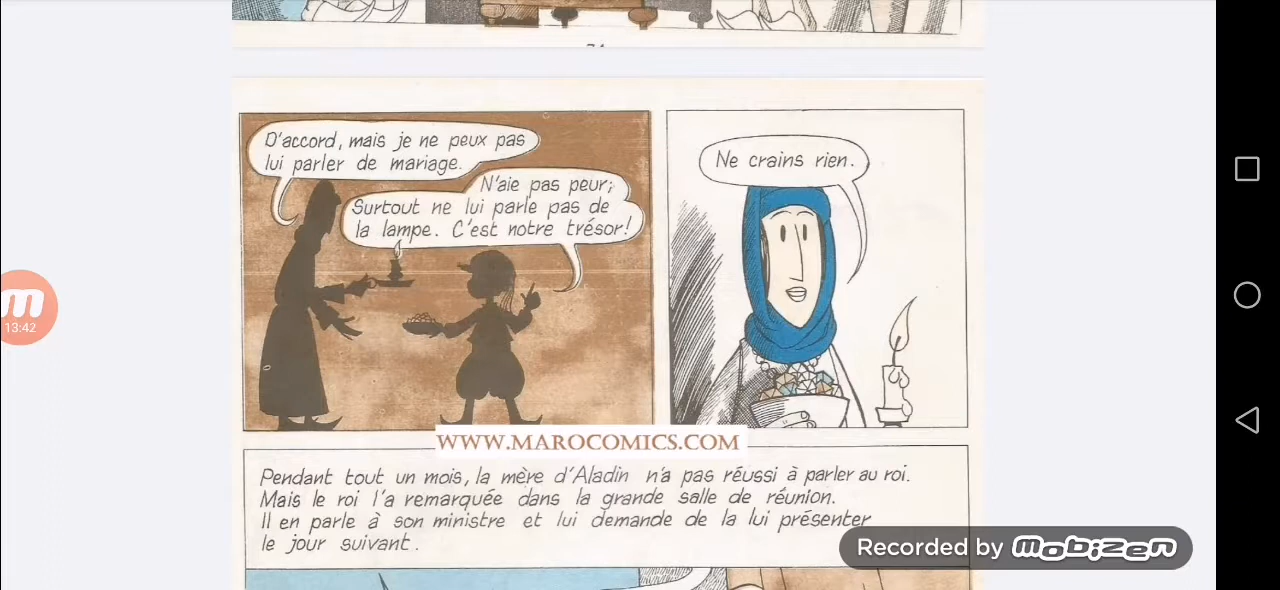 D'accord, mais je ne peux pas
lui parler de mariage.
N'aie pas peur;
Surtout ne lui parle pas de
la lampe. C'est notre trésor!
Ne crains rien.
WWW.MAROCOMICS.COM
Pendant tout un mois, la mère d'Aladin n'a pas réussi à parler au roi.
Mais le roi l'a remarquée dans la grande salle de réunion.
Il en parle à son ministre et lui demande de la lui présenter
le jour suivant.
13:42
Recorded by mobizen